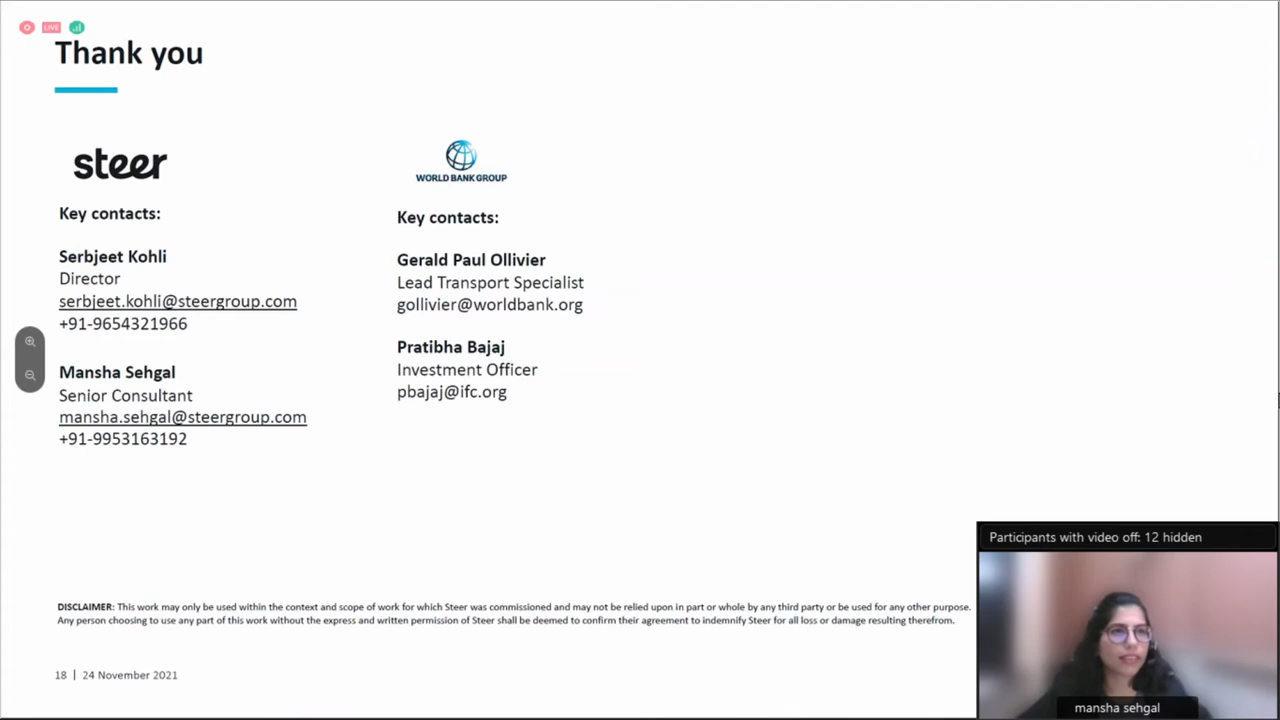 LIVE
Thank you
steer
Key contacts:
Serbjeet Kohli
Director
serbjeet.kohli@steergroup.com
+91-9654321966
Mansha Sehgal
Senior Consultant
mansha.sehgal@steergroup.com
+91-9953163192
WORLD BANK GROUP
Key contacts:
Gerald Paul Ollivier
Lead Transport Specialist
gollivier@worldbank.org
Pratibha Bajaj
Investment Officer
pbajaj@ifc.org
Participants with video off: 12 hidden
DISCLAIMER: This work may only be used within the context and scope of work for which Steer was commissioned and may not be relied upon in part or whole by any third party or be used for any other purpose.
Any person choosing to use any part of this work without the express and written permission of Steer shall be deemed to confirm their agreement to indemnify Steer for all loss or damage resulting therefrom.
18 | 24 November 2021
mansha sehgal